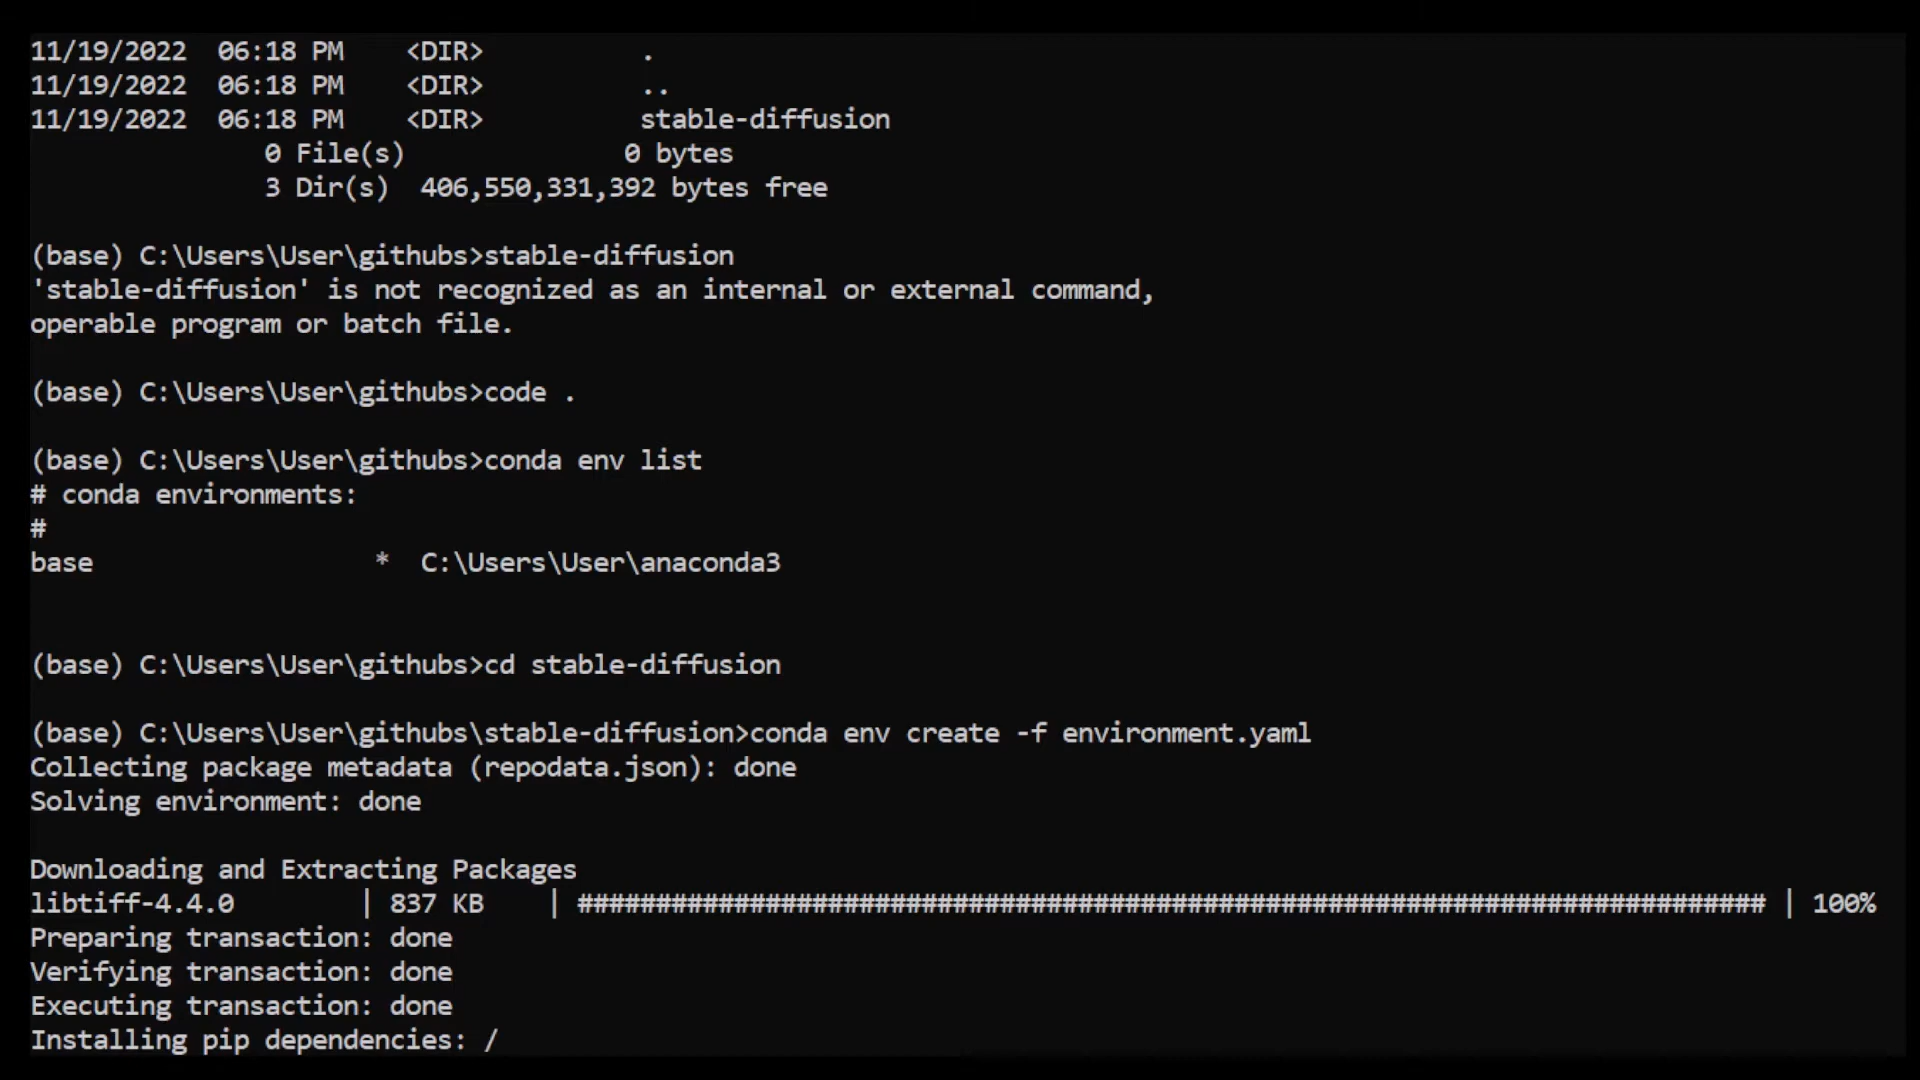 11/19/2022  06:18 PM    <DIR>          .
11/19/2022  06:18 PM    <DIR>          ..
11/19/2022  06:18 PM    <DIR>          stable-diffusion
               0 File(s)              0 bytes
               3 Dir(s)  406,550,331,392 bytes free

(base) C:\Users\User\githubs>stable-diffusion
'stable-diffusion' is not recognized as an internal or external command,
operable program or batch file.

(base) C:\Users\User\githubs>code .

(base) C:\Users\User\githubs>conda env list
# conda environments:
#
base                  *  C:\Users\User\anaconda3


(base) C:\Users\User\githubs>cd stable-diffusion

(base) C:\Users\User\githubs\stable-diffusion>conda env create -f environment.yaml
Collecting package metadata (repodata.json): done
Solving environment: done

Downloading and Extracting Packages
libtiff-4.4.0        | 837 KB    | ############################################################################ | 100%
Preparing transaction: done
Verifying transaction: done
Executing transaction: done
Installing pip dependencies: /